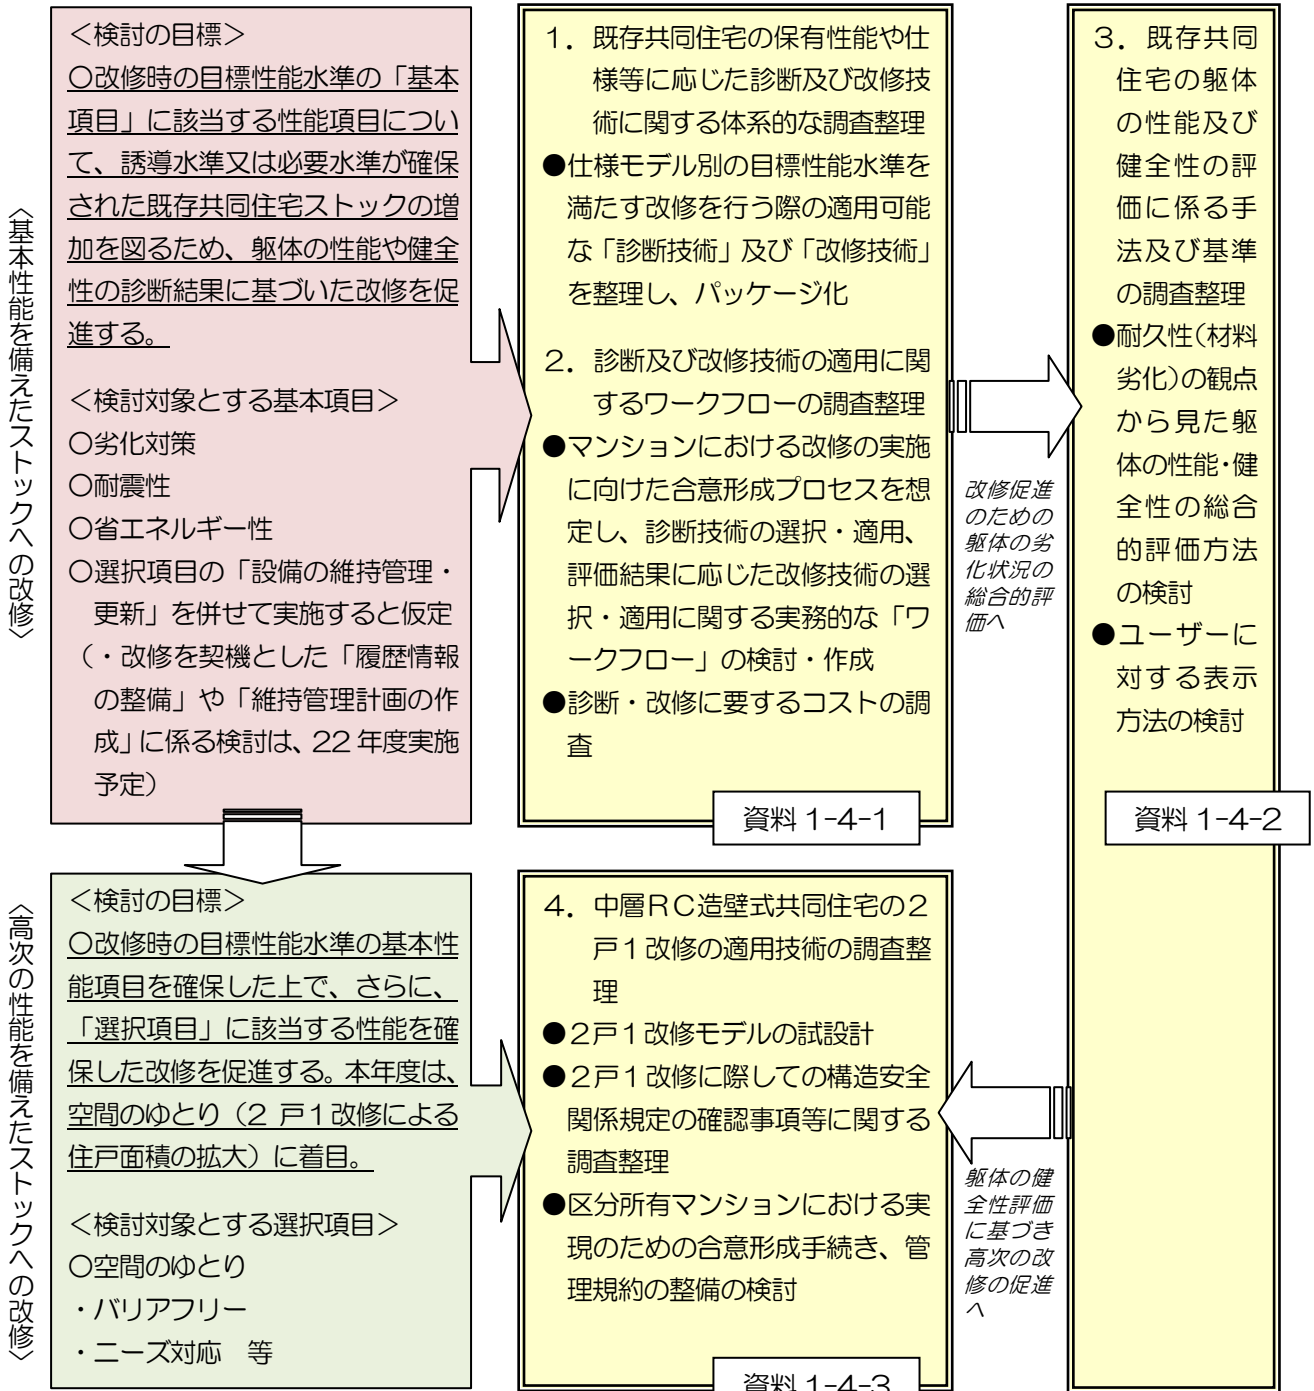 〈基本性能を備えたストックへの改修〉
＜検討の目標＞
〇改修時の目標性能水準の「基本
項目」に該当する性能項目につい
て、誘導水準又は必要水準が確保
された既存共同住宅ストックの増
加を図るため、躯体の性能や健全
性の診断結果に基づいた改修を促
進する。
＜検討対象とする基本項目＞
〇劣化対策
〇耐震性
〇省エネルギー性
〇選択項目の「設備の維持管理・
更新」を併せて実施すると仮定
（・改修を契機とした「履歴情報
の整備」や「維持管理計画の作
成」に係る検討は、22 年度実施
予定）
１．既存共同住宅の保有性能や仕
様等に応じた診断及び改修技
術に関する体系的な調査整理
●仕様モデル別の目標性能水準を
満たす改修を行う際の適用可能
な「診断技術」及び「改修技術」
を整理し、パッケージ化
２．診断及び改修技術の適用に関
するワークフローの調査整理
●マンションにおける改修の実施
に向けた合意形成プロセスを想
定し、診断技術の選択・適用、
評価結果に応じた改修技術の選
択・適用に関する実務的な「ワ
ークフロー」の検討・作成
●診断・改修に要するコストの調
査
資料 1-4-1
改修促進
のための
躯体の劣
化状況の
総合的評
価へ
３．既存共同
住宅の躯体
の性能及び
健全性の評
価に係る手
法及び基準
の調査整理
●耐久性（材料
劣化）の観点
から見た躯
体の性能・健
全性の総合
的評価方法
の検討
●ユーザーに
対する表示
方法の検討
資料 1-4-2
〈高次の性能を備えたストックへの改修〉
＜検討の目標＞
〇改修時の目標性能水準の基本性
能項目を確保した上で、さらに、
「選択項目」に該当する性能を確
保した改修を促進する。本年度は、
空間のゆとり（２ 戸１改修による
住戸面積の拡大）に着目。
＜検討対象とする選択項目＞
〇空間のゆとり
・バリアフリー
・ニーズ対応　等
４．中層ＲＣ造壁式共同住宅の２
戸１改修の適用技術の調査整
理
●２戸１改修モデルの試設計
●２戸１改修に際しての構造安全
関係規定の確認事項等に関する
調査整理
●区分所有マンションにおける実
現のための合意形成手続き、管
理規約の整備の検討
資料 1-4-3
躯体の健
全性評価
に基づき
高次の改
修の促進
へ